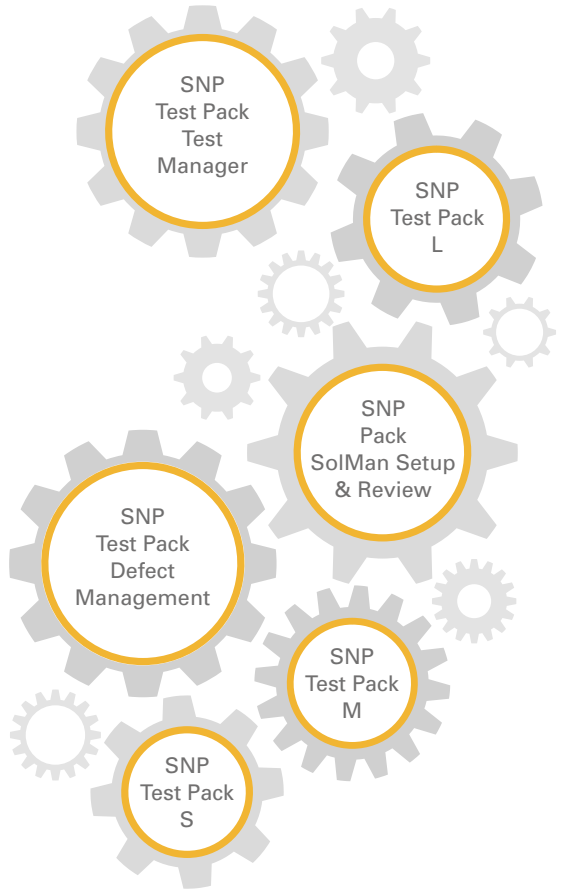 SNP
Test Pack
Test
Manager
SNP
Test Pack
L
SNP
Pack
SolMan Setup
& Review
SNP
Test Pack
Defect
Management
SNP
Test Pack
M
SNP
Test Pack
S